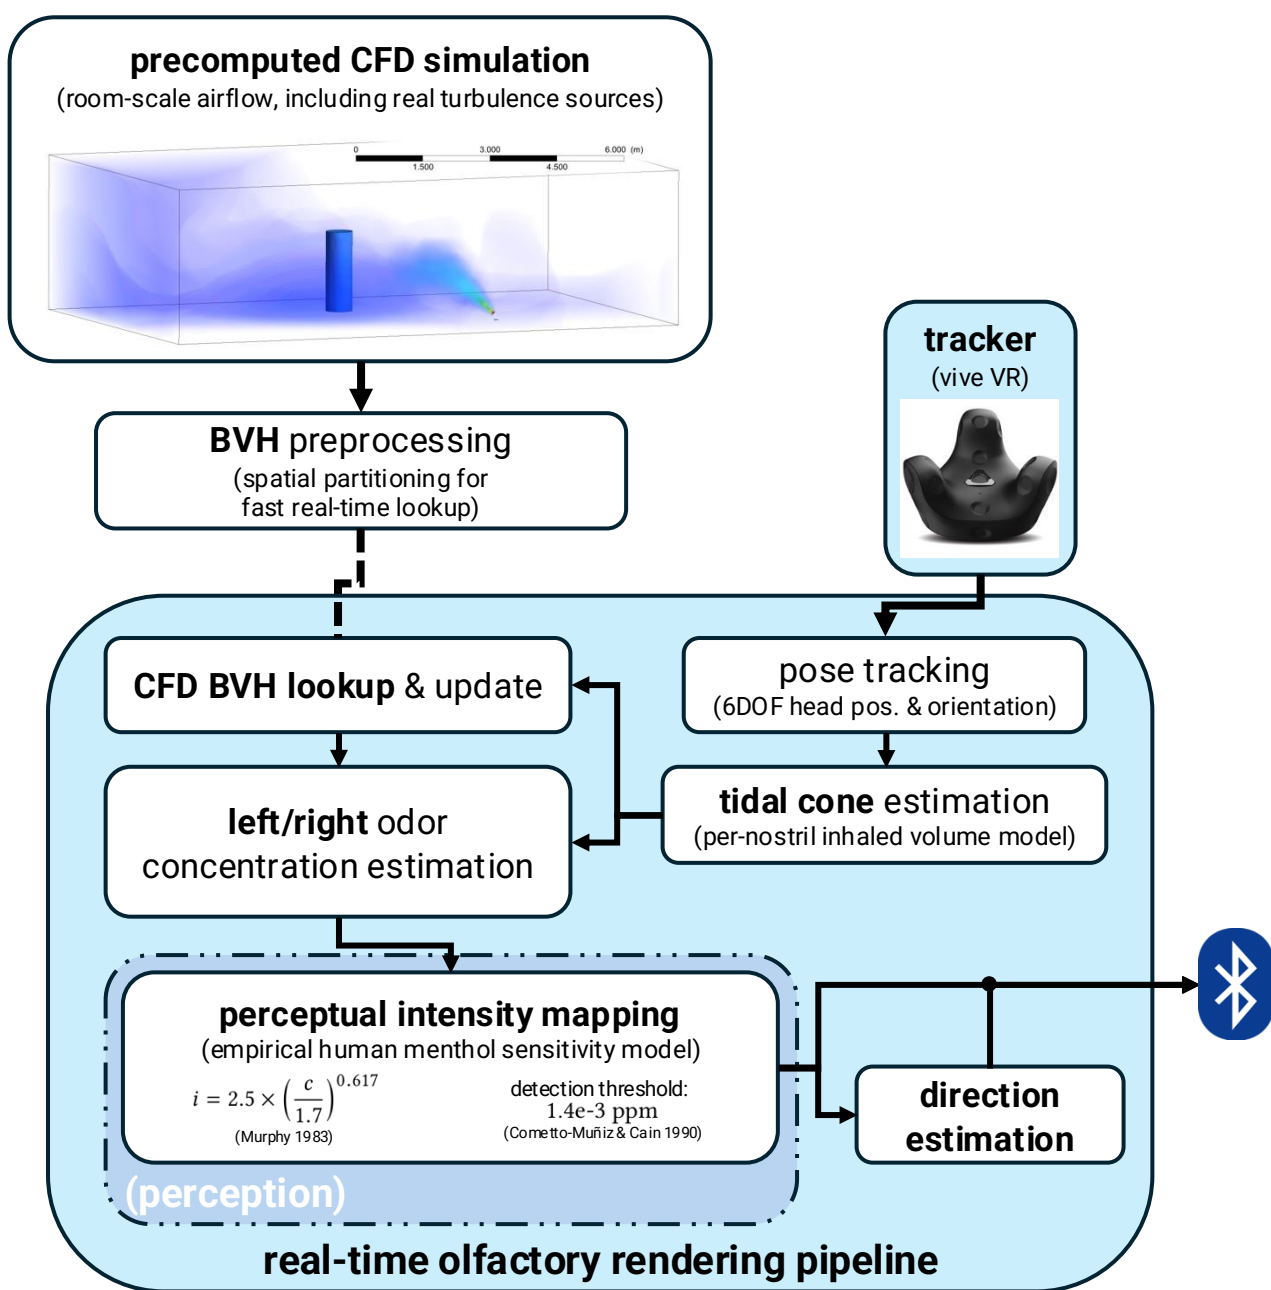 precomputed CFD simulation
(room-scale airflow, including real turbulence sources)
0 3.000 6.000 (m)
1.500 4.500
BVH preprocessing
(spatial partitioning for
fast real-time lookup)
tracker
(vive VR)
CFD BVH lookup & update
pose tracking
(6DOF head pos. & orientation)
left/right odor
concentration estimation
tidal cone estimation
(per-nostril inhaled volume model)
perceptual intensity mapping
(empirical human menthol sensitivity model)
i = 2.5 × (c/1.7)^0.617
(Murphy 1983)
detection threshold:
1.4e-3 ppm
(Cometto-Muñiz & Cain 1990)
direction
estimation
(perception)
real-time olfactory rendering pipeline